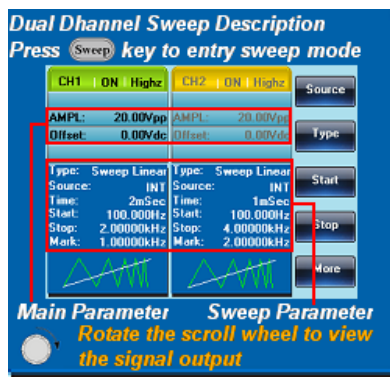 Dual Dhannel Sweep Description
Press Sweep key to entry sweep mode
CH1 ON Highz CH2 ON Highz Source
AMPL: 20.00Vpp AMPL: 20.00Vpp
Offset: 0.00Vdc Offset: 0.00Vdc Type
Type: Sweep Linear Type: Sweep Linear
Source: INT Source: INT Start
Time: 2mSec Time: 1mSec
Start: 100.000Hz Start: 100.000Hz
Stop: 2.00000kHz Stop: 4.00000kHz Stop
Mark: 1.00000kHz Mark: 2.00000kHz
More
Main Parameter Sweep Parameter
Rotate the scroll wheel to view
the signal output